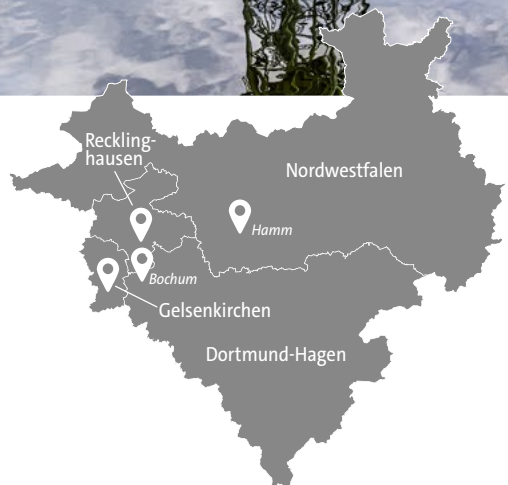 Reckling-
hausen
Nordwestfalen
Hamm
Bochum
Gelsenkirchen
Dortmund-Hagen